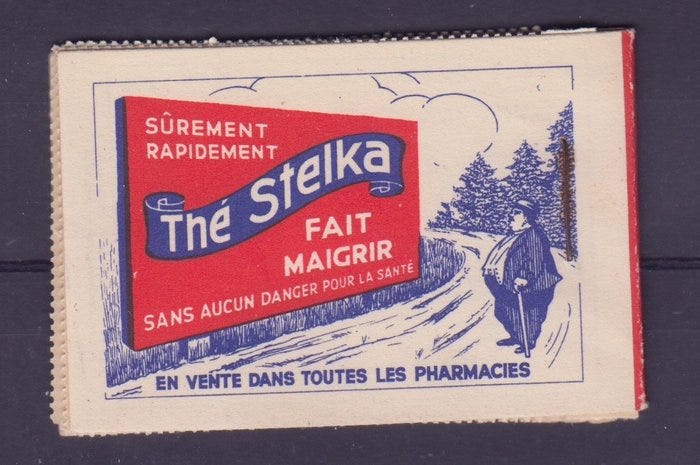 SÛREMENT
RAPIDEMENT
Thé Stelka
FAIT
MAIGRIR
SANS AUCUN DANGER POUR LA SANTÉ
EN VENTE DANS TOUTES LES PHARMACIES